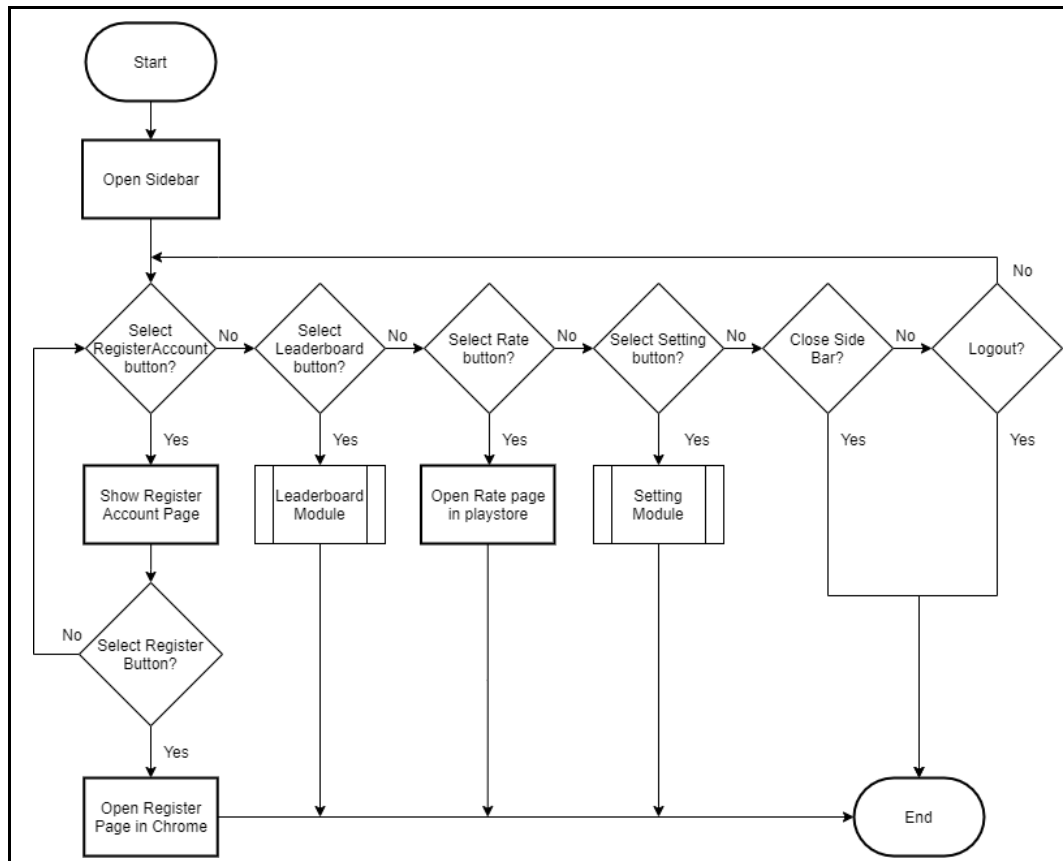 Start
Open Sidebar
No
Select
RegisterAccount
button?
No
Select
Leaderboard
button?
No
Select Rate
button?
No
Select Setting
button?
No
Close Side
Bar?
No
Logout?
Yes
Yes
Yes
Yes
Yes
Yes
Show Register
Account Page
Leaderboard
Module
Open Rate page
in playstore
Setting
Module
No
Select Register
Button?
Yes
Open Register
Page in Chrome
End